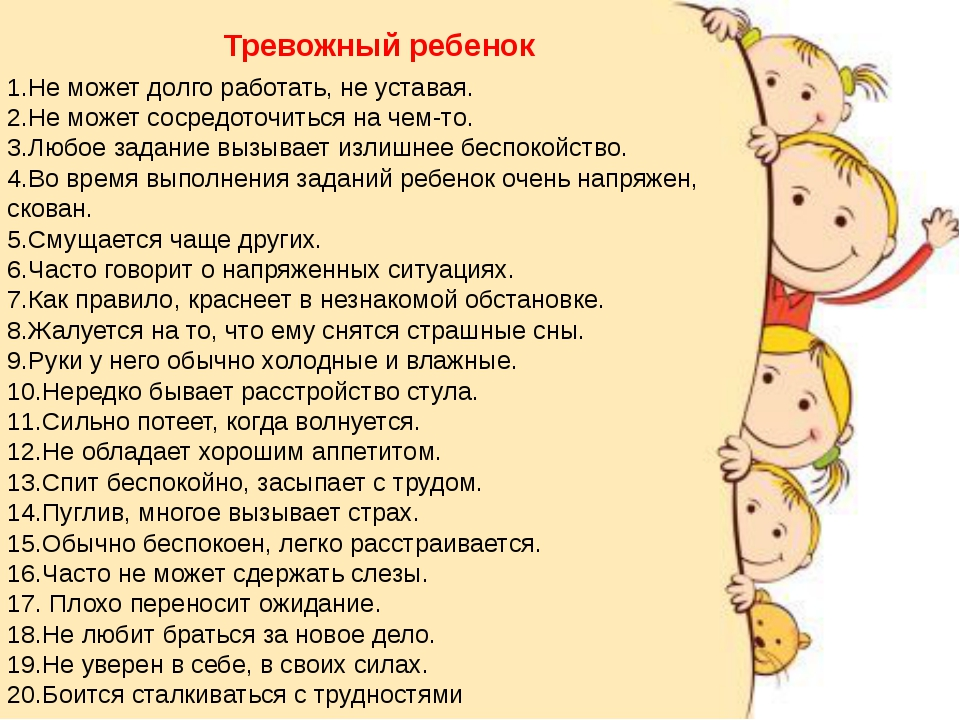 Тревожный ребенок
1.Не может долго работать, не уставая.
2.Не может сосредоточиться на чем-то.
3.Любое задание вызывает излишнее беспокойство.
4.Во время выполнения заданий ребенок очень напряжен,
скован.
5.Смущается чаще других.
6.Часто говорит о напряженных ситуациях.
7.Как правило, краснеет в незнакомой обстановке.
8.Жалуется на то, что ему снятся страшные сны.
9.Руки у него обычно холодные и влажные.
10.Нередко бывает расстройство стула.
11.Сильно потеет, когда волнуется.
12.Не обладает хорошим аппетитом.
13.Спит беспокойно, засыпает с трудом.
14.Пуглив, многое вызывает страх.
15.Обычно беспокоен, легко расстраивается.
16.Часто не может сдержать слезы.
17. Плохо переносит ожидание.
18.Не любит браться за новое дело.
19.Не уверен в себе, в своих силах.
20.Боится сталкиваться с трудностями